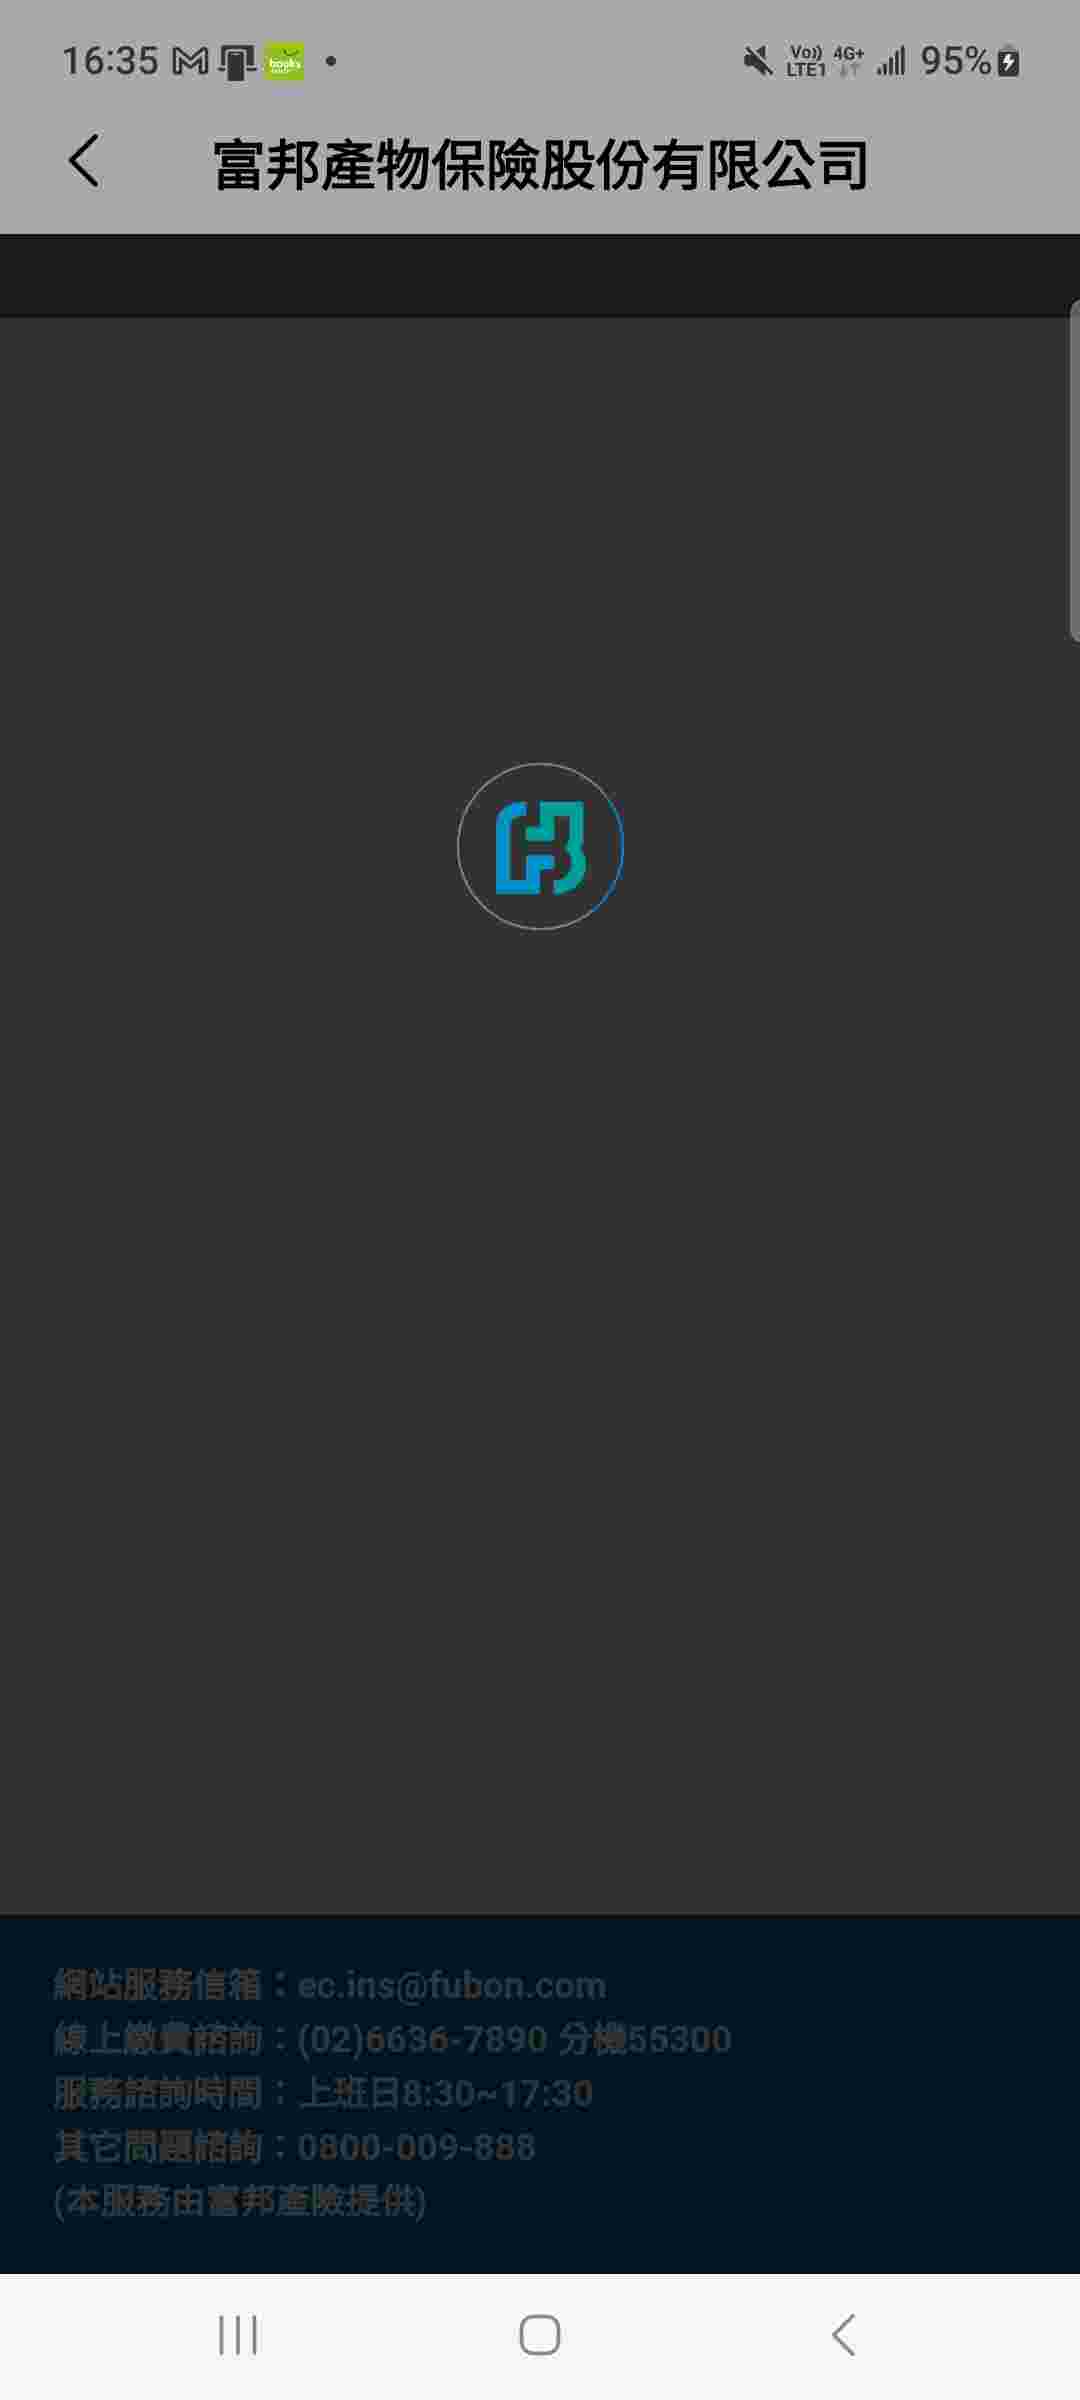 16:35 books Vo)) LTE1 4G+ 95%
富邦產物保險股份有限公司
網站服務信箱：ec.ins@fubon.com
線上繳費諮詢：(02)6636-7890 分機55300
服務諮詢時間：上班日8:30~17:30
其它問題諮詢：0800-009-888
(本服務由富邦產險提供)